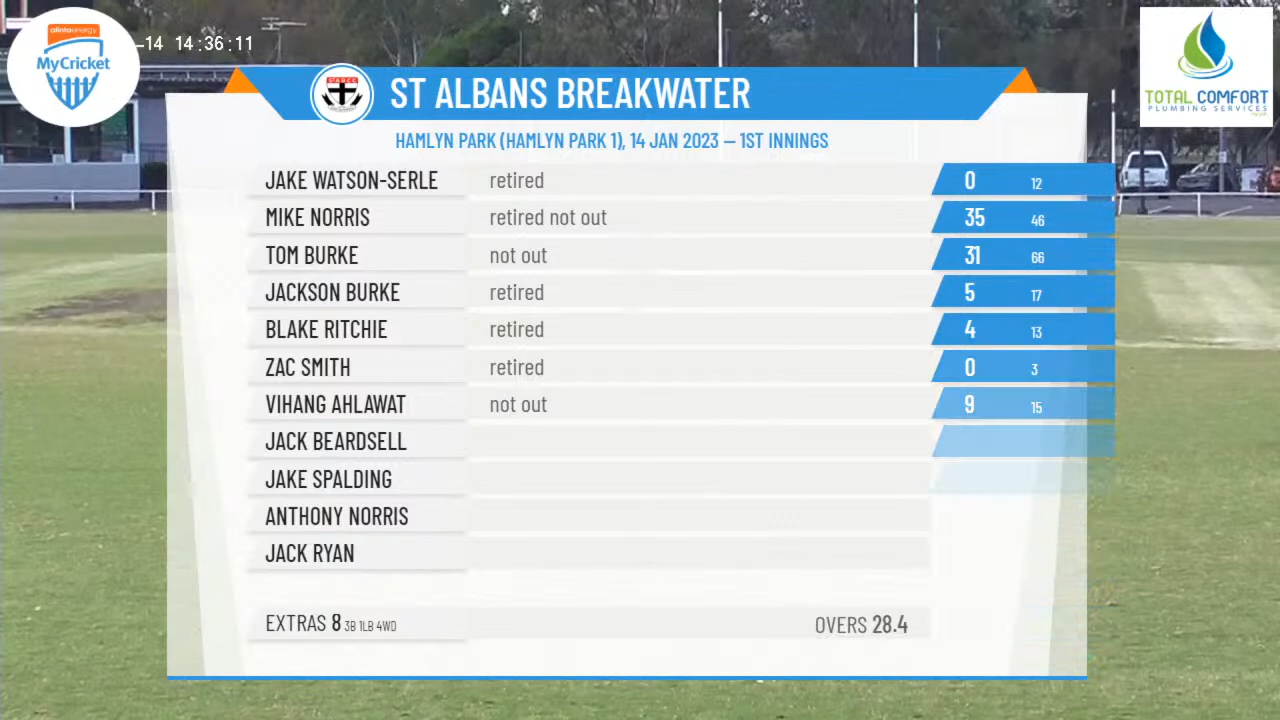 alintaenergy
MyCricket
-14 14:36:11
ST ALBANS BREAKWATER
TOTAL COMFORT
PLUMBING SERVICES
HAMLYN PARK (HAMLYN PARK 1), 14 JAN 2023 – 1ST INNINGS
JAKE WATSON-SERLE retired 0 12
MIKE NORRIS retired not out 35 46
TOM BURKE not out 31 66
JACKSON BURKE retired 5 17
BLAKE RITCHIE retired 4 13
ZAC SMITH retired 0 3
VIHANG AHLAWAT not out 9 15
JACK BEARDSELL
JAKE SPALDING
ANTHONY NORRIS
JACK RYAN
EXTRAS 8 3B 1LB 4WD OVERS 28.4